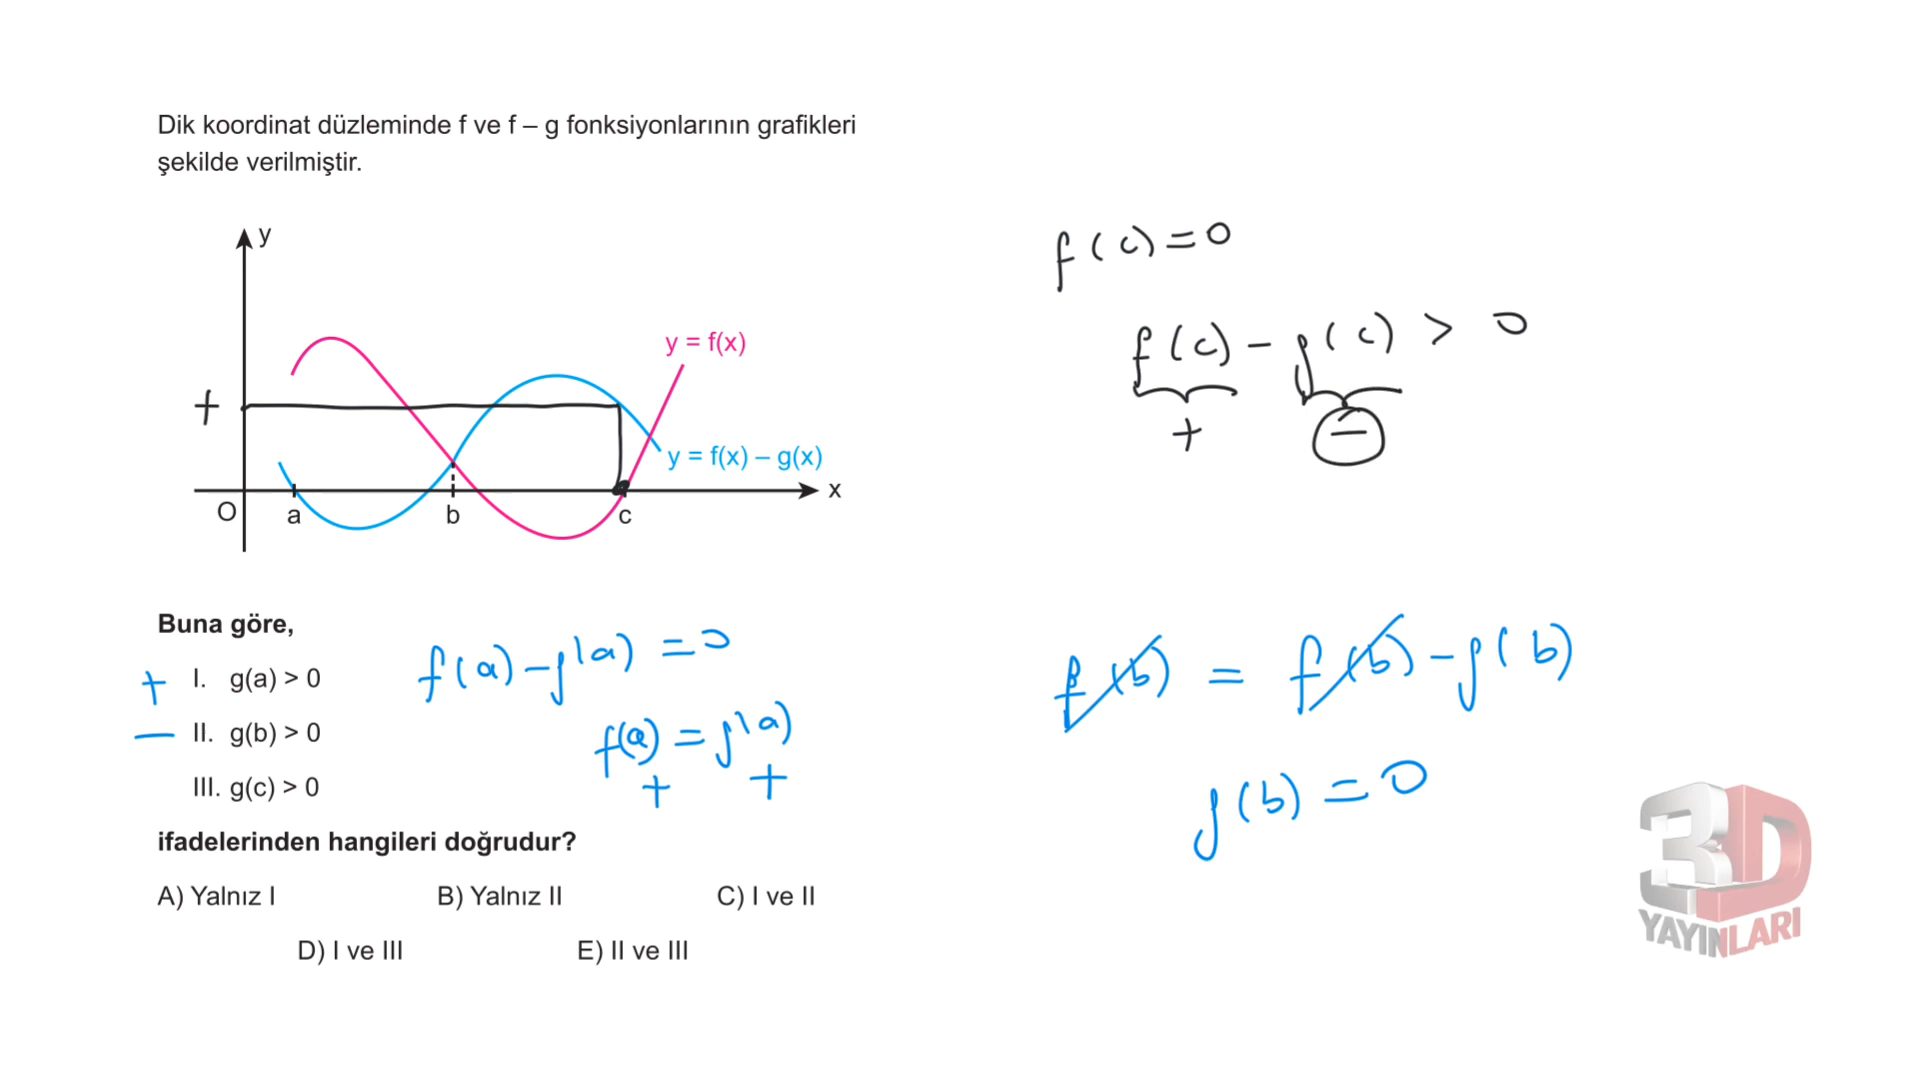 Dik koordinat düzleminde f ve f – g fonksiyonlarının grafikleri
şekilde verilmiştir.
y
f(c) = 0
f(c) - g(c) > 0
+
-
y = f(x)
+
y = f(x) – g(x)
x
O
a
b
c
Buna göre,
f(a) - g(a) = 0
+ I. g(a) > 0
f(a) = g(a)
+ +
— II. g(b) > 0
III. g(c) > 0
f(b) = f(b) - g(b)
g(b) = 0
ifadelerinden hangileri doğrudur?
A) Yalnız I B) Yalnız II C) I ve II
D) I ve III E) II ve III
3D
YAYINLARI